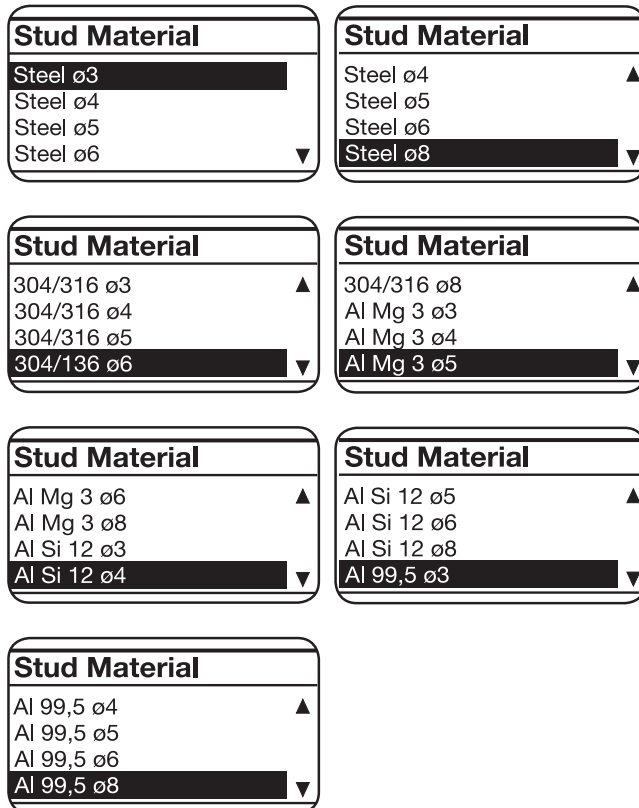 Stud Material
Steel ø3
Steel ø4
Steel ø5
Steel ø6
Stud Material
Steel ø4
Steel ø5
Steel ø6
Steel ø8
Stud Material
304/316 ø3
304/316 ø4
304/316 ø5
304/136 ø6
Stud Material
304/316 ø8
Al Mg 3 ø3
Al Mg 3 ø4
Al Mg 3 ø5
Stud Material
Al Mg 3 ø6
Al Mg 3 ø8
Al Si 12 ø3
Al Si 12 ø4
Stud Material
Al Si 12 ø5
Al Si 12 ø6
Al Si 12 ø8
Al 99,5 ø3
Stud Material
Al 99,5 ø4
Al 99,5 ø5
Al 99,5 ø6
Al 99,5 ø8